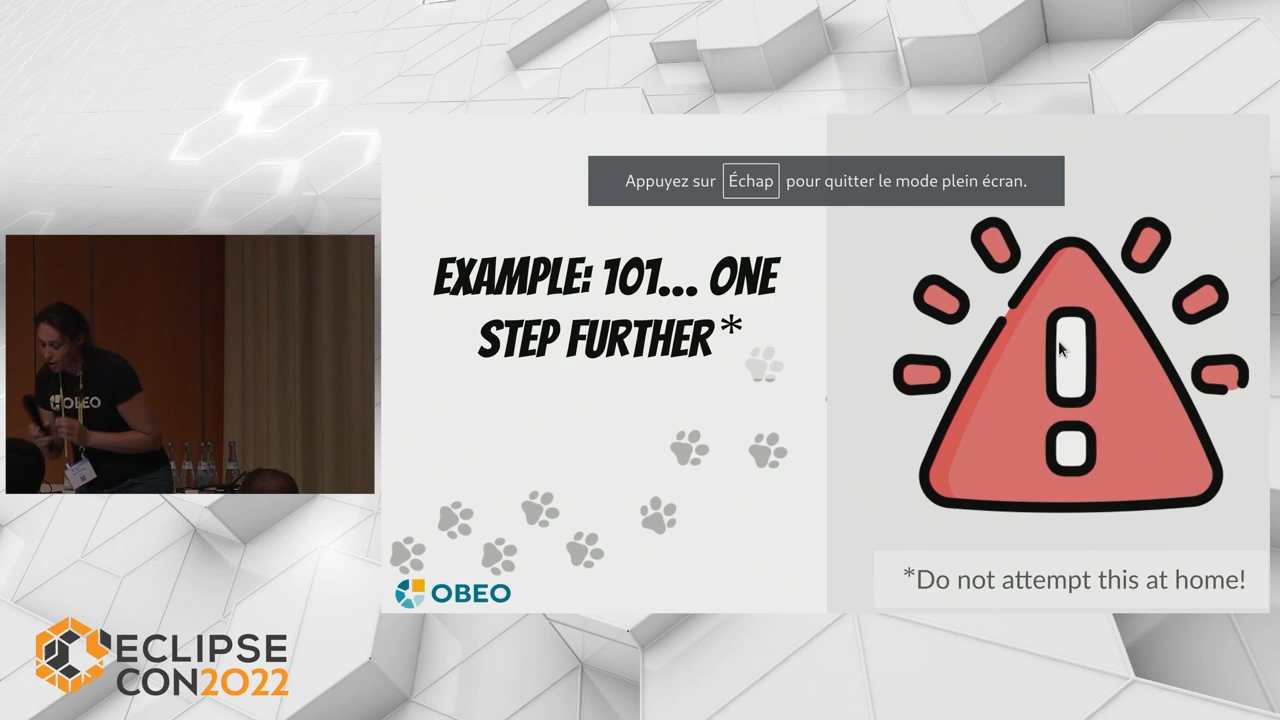 Appuyez sur Échap pour quitter le mode plein écran.
EXAMPLE: 101... ONE
STEP FURTHER*
OBEO
OBEO
*Do not attempt this at home!
ECLIPSE
CON2022